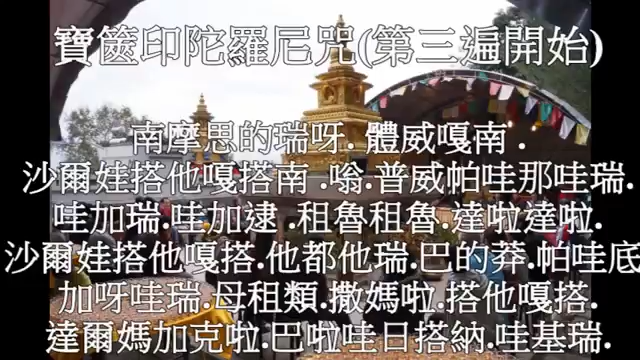 寶篋印陀羅尼咒(第三遍開始)
南摩思的瑞呀. 體威嘎南 .
沙爾娃搭他嘎搭南 .嗡.普威帕哇那哇瑞.
哇加瑞.哇加逮 .租魯租魯.達啦達啦.
沙爾娃搭他嘎搭.他都他瑞.巴的莽.帕哇底
加呀哇瑞.母租類.撒媽啦.搭他嘎搭.
達爾媽加克啦.巴啦哇日搭納.哇基瑞.